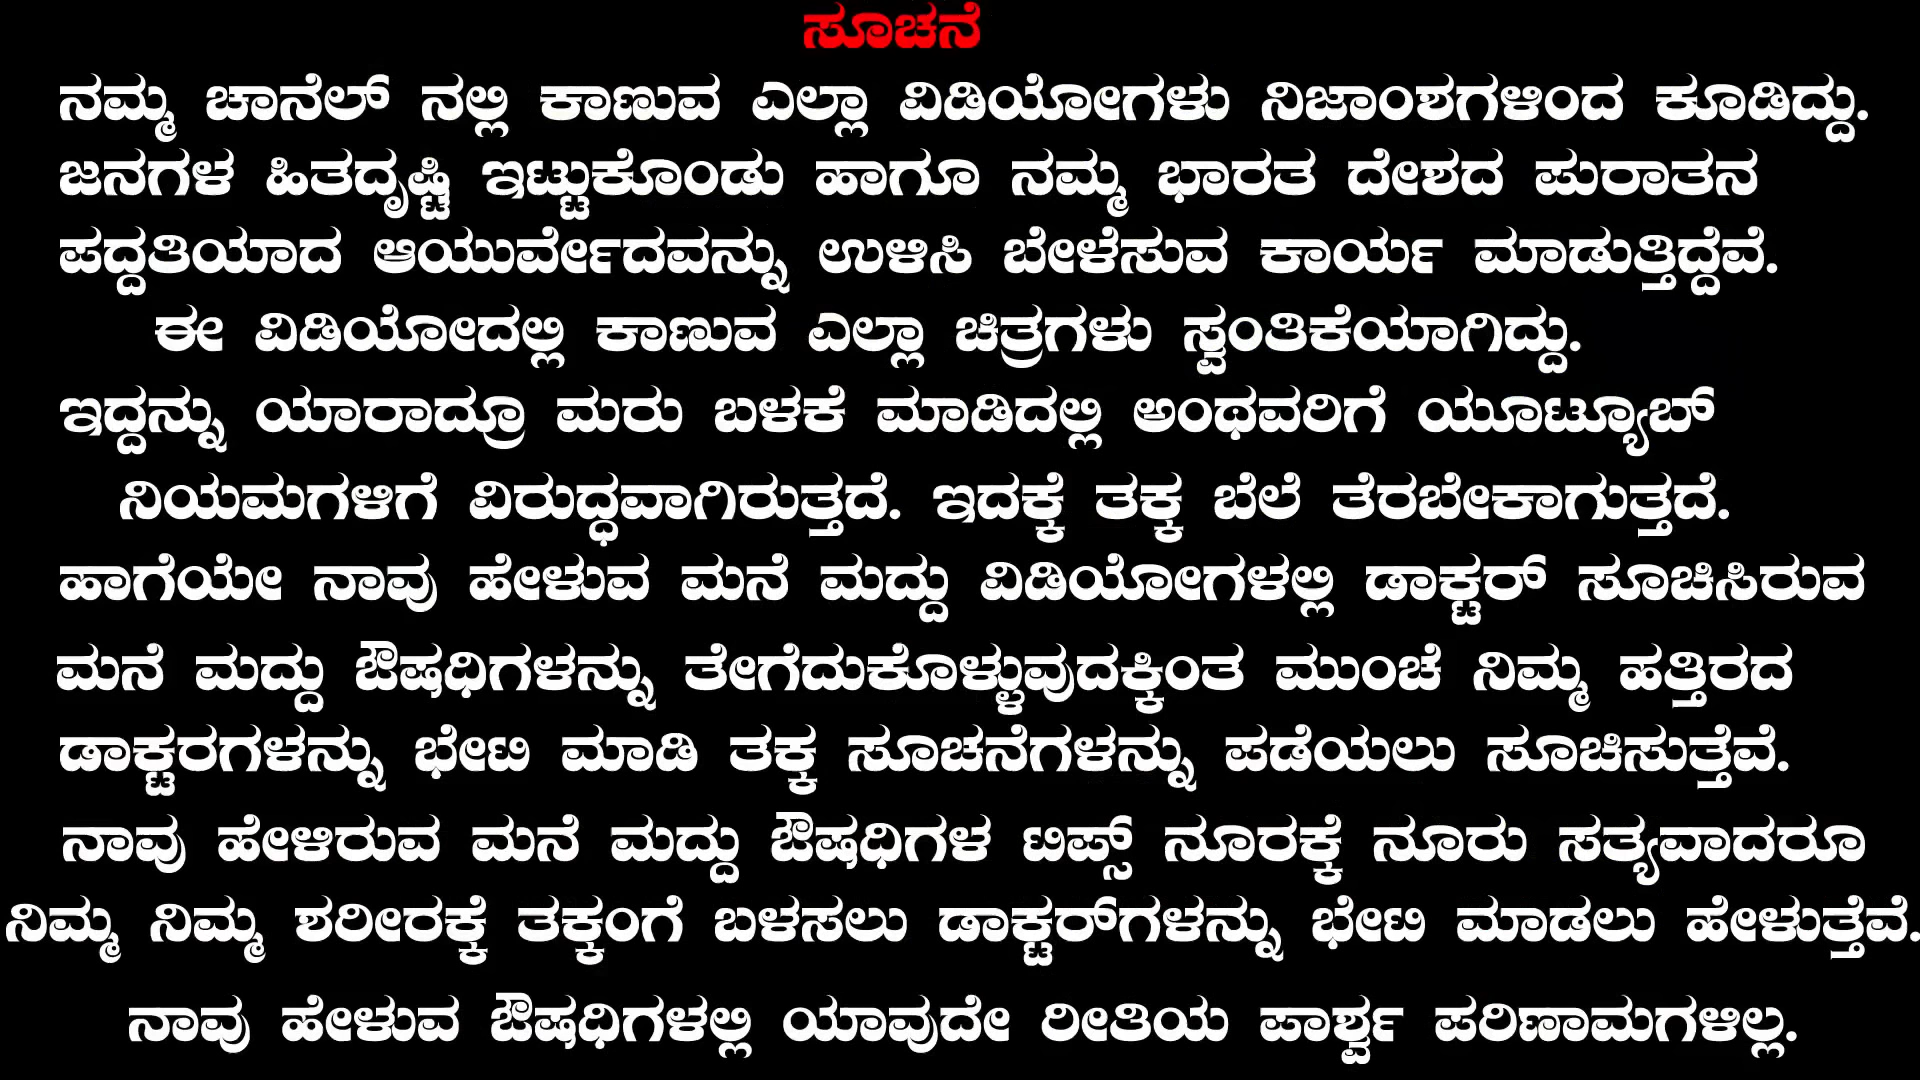 ಸೂಚನೆ
ನಮ್ಮ ಚಾನೆಲ್ ನಲ್ಲಿ ಕಾಣುವ ಎಲ್ಲಾ ವಿಡಿಯೋಗಳು ನಿಜಾಂಶಗಳಿಂದ ಕೂಡಿದ್ದು.
ಜನಗಳ ಹಿತದೃಷ್ಟಿ ಇಟ್ಟುಕೊಂಡು ಹಾಗೂ ನಮ್ಮ ಭಾರತ ದೇಶದ ಪುರಾತನ
ಪದ್ದತಿಯಾದ ಆಯುರ್ವೇದವನ್ನು ಉಳಿಸಿ ಬೇಳೆಸುವ ಕಾರ್ಯ ಮಾಡುತ್ತಿದ್ದೆವೆ.
ಈ ವಿಡಿಯೋದಲ್ಲಿ ಕಾಣುವ ಎಲ್ಲಾ ಚಿತ್ರಗಳು ಸ್ವಂತಿಕೆಯಾಗಿದ್ದು.
ಇದ್ದನ್ನು ಯಾರಾದ್ರೂ ಮರು ಬಳಕೆ ಮಾಡಿದಲ್ಲಿ ಅಂಥವರಿಗೆ ಯೂಟ್ಯೂಬ್
ನಿಯಮಗಳಿಗೆ ವಿರುದ್ಧವಾಗಿರುತ್ತದೆ. ಇದಕ್ಕೆ ತಕ್ಕ ಬೆಲೆ ತೆರಬೇಕಾಗುತ್ತದೆ.
ಹಾಗೆಯೇ ನಾವು ಹೇಳುವ ಮನೆ ಮದ್ದು ವಿಡಿಯೋಗಳಲ್ಲಿ ಡಾಕ್ಟರ್ ಸೂಚಿಸಿರುವ
ಮನೆ ಮದ್ದು ಔಷಧಿಗಳನ್ನು ತೇಗೆದುಕೊಳ್ಳುವುದಕ್ಕಿಂತ ಮುಂಚೆ ನಿಮ್ಮ ಹತ್ತಿರದ
ಡಾಕ್ಟರಗಳನ್ನು ಭೇಟಿ ಮಾಡಿ ತಕ್ಕ ಸೂಚನೆಗಳನ್ನು ಪಡೆಯಲು ಸೂಚಿಸುತ್ತೆವೆ.
ನಾವು ಹೇಳಿರುವ ಮನೆ ಮದ್ದು ಔಷಧಿಗಳ ಟಿಪ್ಸ್ ನೂರಕ್ಕೆ ನೂರು ಸತ್ಯವಾದರೂ
ನಿಮ್ಮ ನಿಮ್ಮ ಶರೀರಕ್ಕೆ ತಕ್ಕಂಗೆ ಬಳಸಲು ಡಾಕ್ಟರ್‌ಗಳನ್ನು ಭೇಟಿ ಮಾಡಲು ಹೇಳುತ್ತೆವೆ.
ನಾವು ಹೇಳುವ ಔಷಧಿಗಳಲ್ಲಿ ಯಾವುದೇ ರೀತಿಯ ಪಾರ್ಶ್ವ ಪರಿಣಾಮಗಳಿಲ್ಲ.